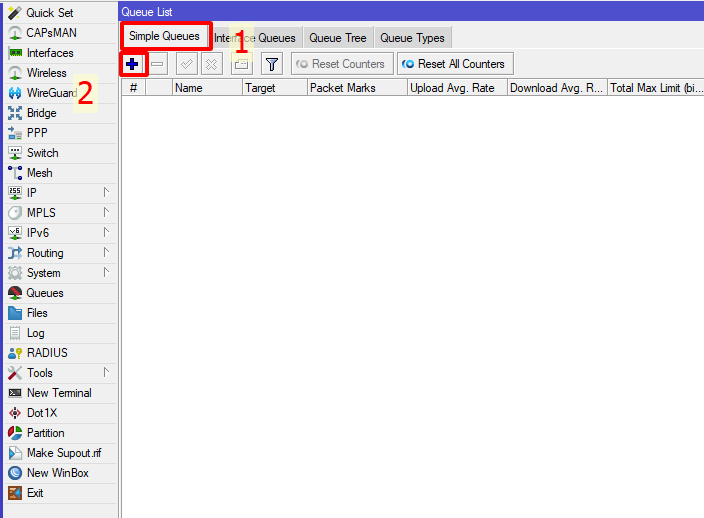 Quick Set
CAPsMAN
Interfaces
Wireless
WireGuard
Bridge
PPP
Switch
Mesh
IP
MPLS
IPv6
Routing
System
Queues
Files
Log
RADIUS
Tools
New Terminal
Dot1X
Partition
Make Supout.rif
New WinBox
Exit
Queue List
Simple Queues Interface Queues Queue Tree Queue Types
1
2
Reset Counters Reset All Counters
# Name Target Packet Marks Upload Avg. Rate Download Avg. R... Total Max Limit (bi...